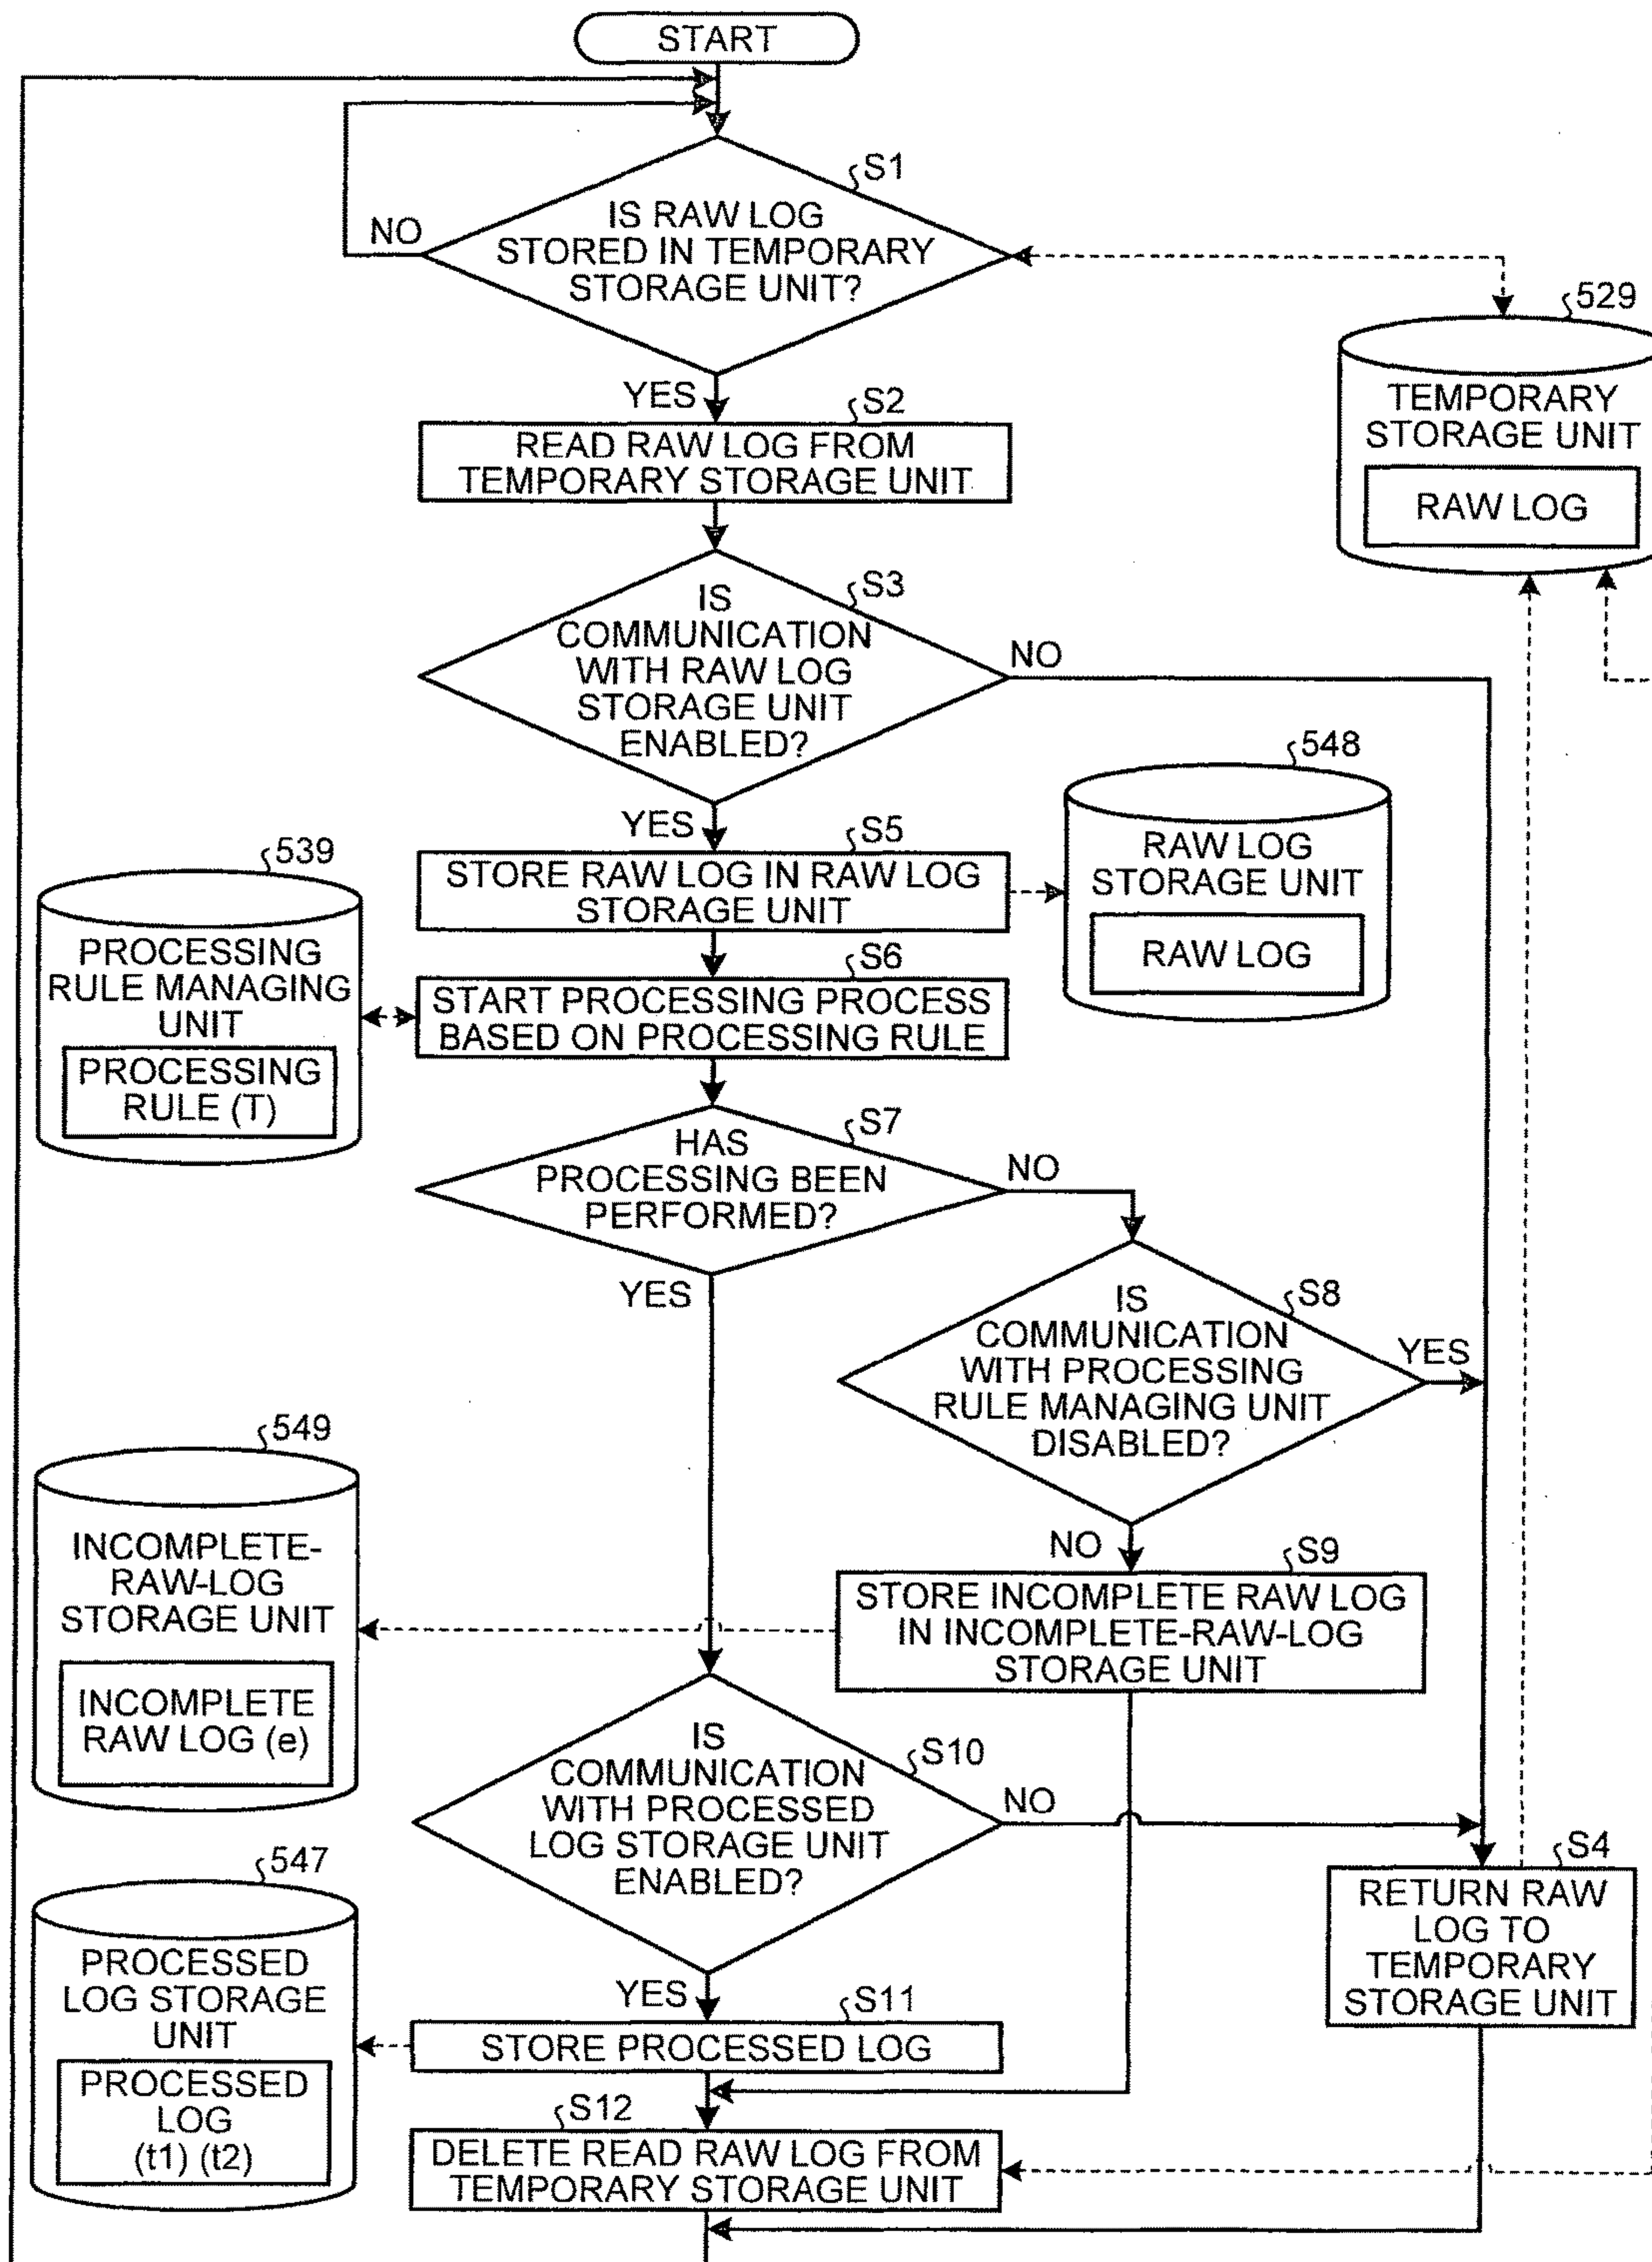 START
S1
IS RAW LOG
STORED IN TEMPORARY
STORAGE UNIT?
NO
YES
529
TEMPORARY
STORAGE UNIT
RAW LOG
S2
READ RAW LOG FROM
TEMPORARY STORAGE UNIT
S3
IS
COMMUNICATION
WITH RAW LOG
STORAGE UNIT
ENABLED?
NO
YES
548
RAW LOG
STORAGE UNIT
RAW LOG
S5
STORE RAW LOG IN RAW LOG
STORAGE UNIT
539
PROCESSING
RULE MANAGING
UNIT
PROCESSING
RULE (T)
S6
START PROCESSING PROCESS
BASED ON PROCESSING RULE
S7
HAS
PROCESSING BEEN
PERFORMED?
NO
YES
S8
IS
COMMUNICATION
WITH PROCESSING
RULE MANAGING UNIT
DISABLED?
YES
NO
549
INCOMPLETE-
RAW-LOG
STORAGE UNIT
INCOMPLETE
RAW LOG (e)
S9
STORE INCOMPLETE RAW LOG
IN INCOMPLETE-RAW-LOG
STORAGE UNIT
S10
IS
COMMUNICATION
WITH PROCESSED
LOG STORAGE UNIT
ENABLED?
NO
YES
S4
RETURN RAW
LOG TO
TEMPORARY
STORAGE UNIT
547
PROCESSED
LOG STORAGE
UNIT
PROCESSED
LOG
(t1) (t2)
S11
STORE PROCESSED LOG
S12
DELETE READ RAW LOG FROM
TEMPORARY STORAGE UNIT